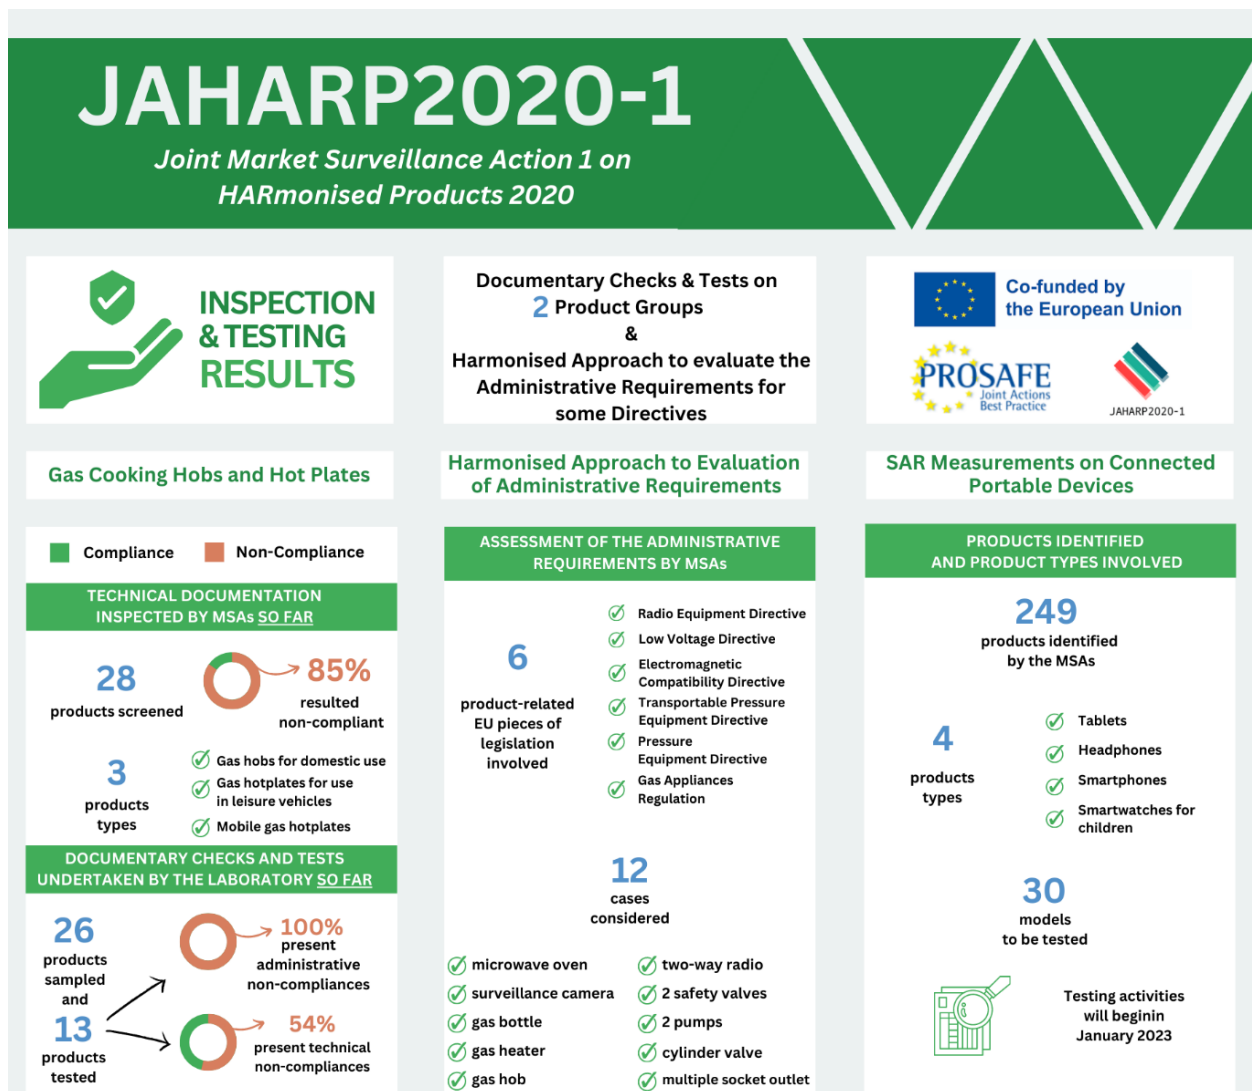 JAHARP2020-1
Joint Market Surveillance Action 1 on
HARmonised Products 2020
INSPECTION
& TESTING
RESULTS
Documentary Checks & Tests on
2 Product Groups
&
Harmonised Approach to evaluate the
Administrative Requirements for
some Directives
Co-funded by
the European Union
PROSAFE
Joint Actions
Best Practice
JAHARP2020-1
Gas Cooking Hobs and Hot Plates
Compliance
Non-Compliance
TECHNICAL DOCUMENTATION
INSPECTED BY MSAs SO FAR
28
products screened
85%
resulted
non-compliant
3
products
types
Gas hobs for domestic use
Gas hotplates for use
in leisure vehicles
Mobile gas hotplates
DOCUMENTARY CHECKS AND TESTS
UNDERTAKEN BY THE LABORATORY SO FAR
26
products
sampled
and
13
products
tested
100%
present
administrative
non-compliances
54%
present technical
non-compliances
Harmonised Approach to Evaluation
of Administrative Requirements
ASSESSMENT OF THE ADMINISTRATIVE
REQUIREMENTS BY MSAs
6
product-related
EU pieces of
legislation
involved
Radio Equipment Directive
Low Voltage Directive
Electromagnetic
Compatibility Directive
Transportable Pressure
Equipment Directive
Pressure
Equipment Directive
Gas Appliances
Regulation
12
cases
considered
microwave oven
surveillance camera
gas bottle
gas heater
gas hob
two-way radio
2 safety valves
2 pumps
cylinder valve
multiple socket outlet
SAR Measurements on Connected
Portable Devices
PRODUCTS IDENTIFIED
AND PRODUCT TYPES INVOLVED
249
products identified
by the MSAs
4
products
types
Tablets
Headphones
Smartphones
Smartwatches for
children
30
models
to be tested
Testing activities
will beginin
January 2023